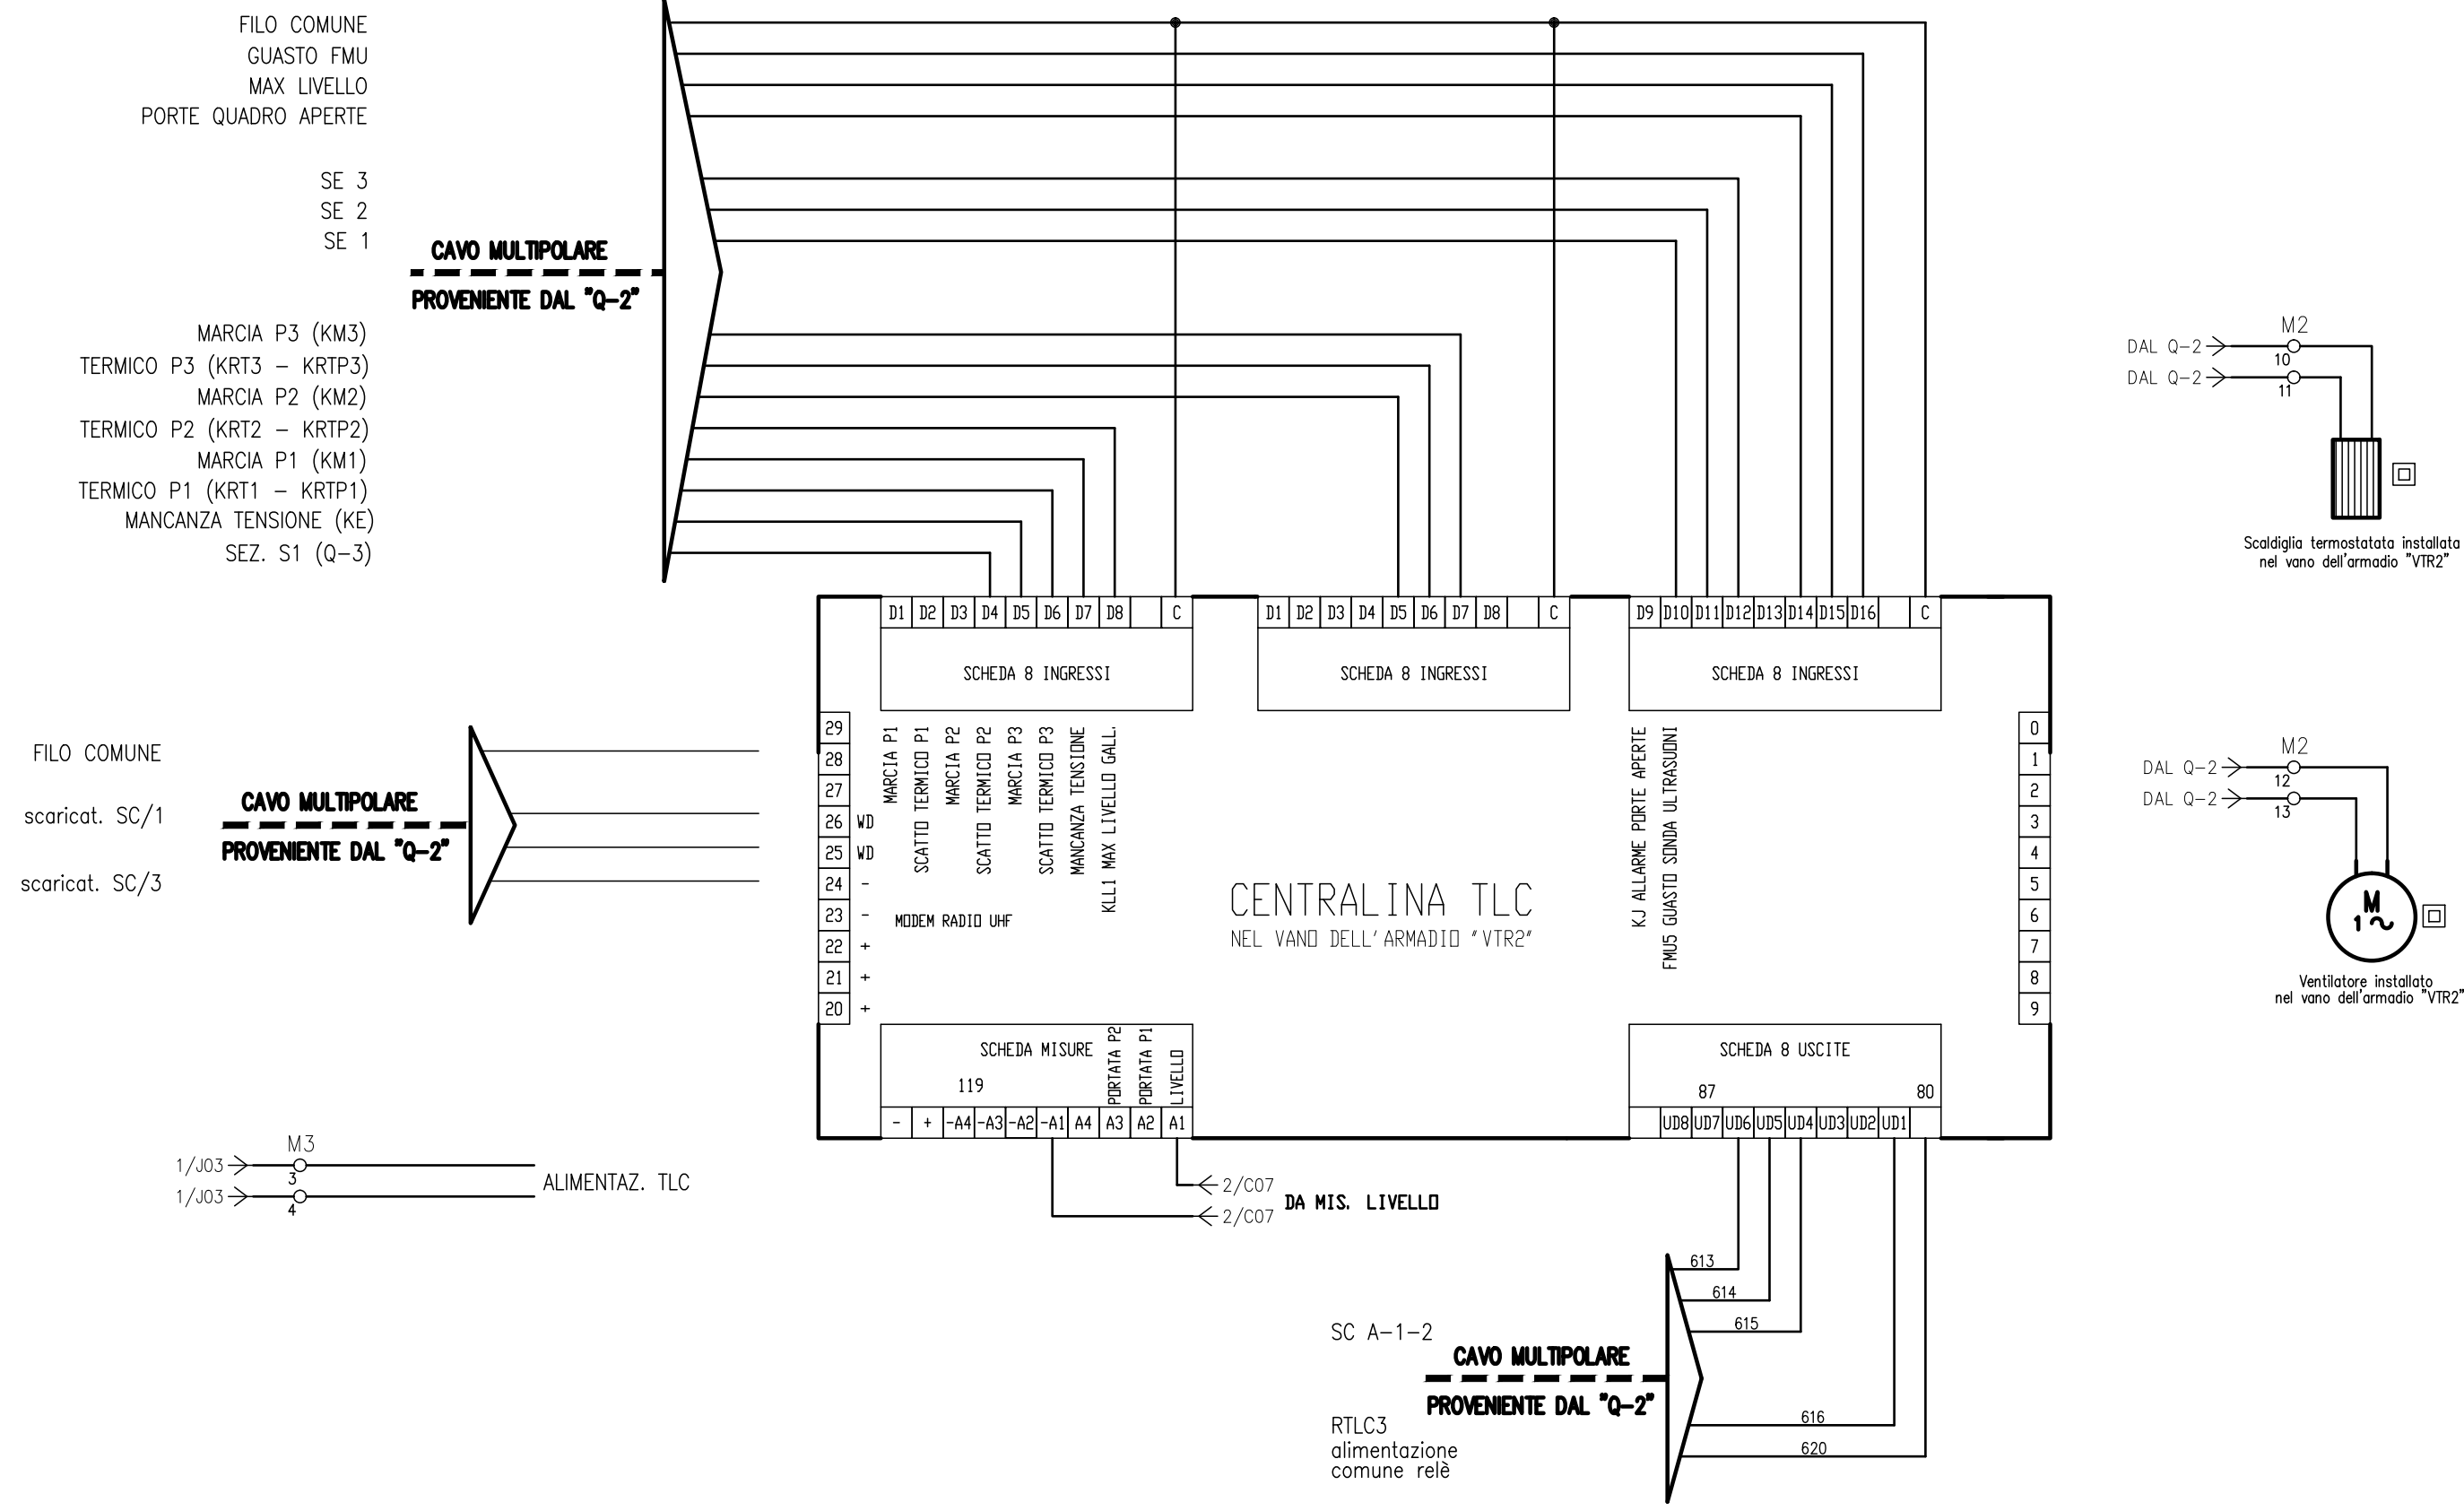 FILO COMUNE
GUASTO FMU
MAX LIVELLO
PORTE QUADRO APERTE
SE 3
SE 2
SE 1
CAVO MULTIPOLARE
PROVENIENTE DAL "Q-2"
MARCIA P3 (KM3)
TERMICO P3 (KRT3 - KRTP3)
MARCIA P2 (KM2)
TERMICO P2 (KRT2 - KRTP2)
MARCIA P1 (KM1)
TERMICO P1 (KRT1 - KRTP1)
MANCANZA TENSIONE (KE)
SEZ. S1 (Q-3)
DAL Q-2
M2
10
DAL Q-2
11
Scaldiglia termostatata installata
nel vano dell'armadio "VTR2"
D1 D2 D3 D4 D5 D6 D7 D8 C
SCHEDA 8 INGRESSI
D1 D2 D3 D4 D5 D6 D7 D8 C
SCHEDA 8 INGRESSI
D9 D10 D11 D12 D13 D14 D15 D16 C
SCHEDA 8 INGRESSI
FILO COMUNE
scaricat. SC/1
CAVO MULTIPOLARE
PROVENIENTE DAL "Q-2"
scaricat. SC/3
29
28
27
26 WD
25 WD
24 -
23 -
22 +
21 +
20 +
MARCIA P1
SCATTO TERMICO P1
MARCIA P2
SCATTO TERMICO P2
MARCIA P3
SCATTO TERMICO P3
MANCANZA TENSIONE
KLL1 MAX LIVELLO GALL.
MODEM RADIO UHF
CENTRALINA TLC
NEL VANO DELL'ARMADIO "VTR2"
KJ ALLARME PORTE APERTE
FMU5 GUASTO SONDA ULTRASUONI
0
1
2
3
4
5
6
7
8
9
DAL Q-2
M2
12
DAL Q-2
13
M
1~
Ventilatore installato
nel vano dell'armadio "VTR2"
SCHEDA MISURE
119
PORTATA P2
PORTATA P1
LIVELLO
- + -A4 -A3 -A2 -A1 A4 A3 A2 A1
SCHEDA 8 USCITE
87 80
UD8 UD7 UD6 UD5 UD4 UD3 UD2 UD1
M3
1/J03
3
1/J03
4
ALIMENTAZ. TLC
2/C07
2/C07
DA MIS. LIVELLO
613
614
615
SC A-1-2
CAVO MULTIPOLARE
PROVENIENTE DAL "Q-2"
616
620
RTLC3
alimentazione
comune relè